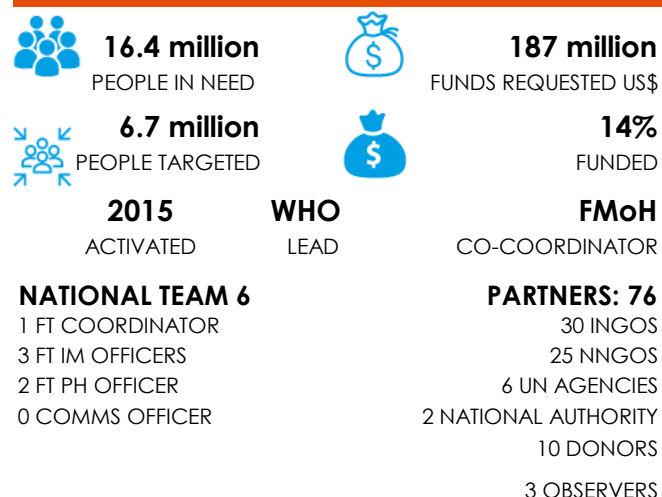 16.4 million
PEOPLE IN NEED
$
187 million
FUNDS REQUESTED US$
6.7 million
PEOPLE TARGETED
$
14%
FUNDED
2015
ACTIVATED
WHO
LEAD
FMoH
CO-COORDINATOR
NATIONAL TEAM 6
1 FT COORDINATOR
3 FT IM OFFICERS
2 FT PH OFFICER
0 COMMS OFFICER
PARTNERS: 76
30 INGOS
25 NNGOS
6 UN AGENCIES
2 NATIONAL AUTHORITY
10 DONORS
3 OBSERVERS